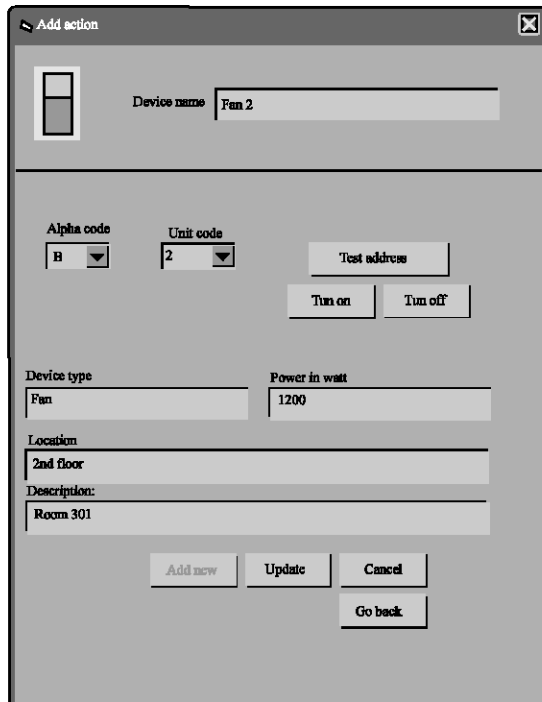 Add action
Device name Fan 2
Alpha code Unit code
B 2
Test address
Turn on Turn off
Device type Power in watt
Fan 1200
Location
2nd floor
Description:
Room 301
Add new Update Cancel
Go back